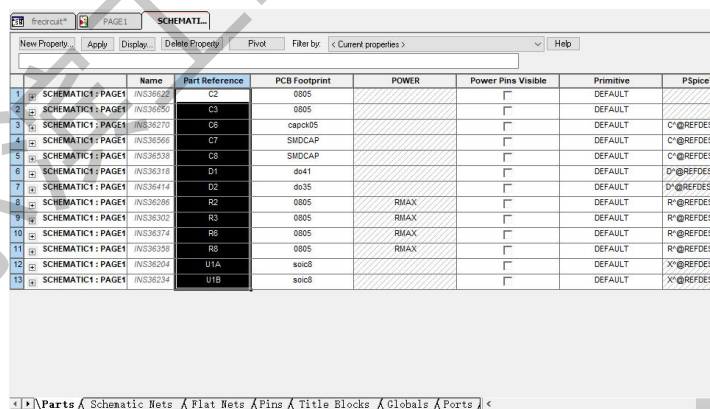 freorcuit* PAGE1 SCHEMATI...
New Property... Apply Display... Delete Property Pivot Filter by: < Current properties > Help
Name Part Reference PCB Footprint POWER Power Pins Visible Primitive PSpice
1 SCHEMATIC1 : PAGE1 INS36622 C2 0805 DEFAULT
2 SCHEMATIC1 : PAGE1 INS36650 C3 0805 DEFAULT
3 SCHEMATIC1 : PAGE1 INS36270 C6 capck05 DEFAULT C^@REFDES
4 SCHEMATIC1 : PAGE1 INS36566 C7 SMDCAP DEFAULT C^@REFDES
5 SCHEMATIC1 : PAGE1 INS36538 C8 SMDCAP DEFAULT C^@REFDES
6 SCHEMATIC1 : PAGE1 INS36318 D1 do41 DEFAULT D^@REFDES
7 SCHEMATIC1 : PAGE1 INS36414 D2 do35 DEFAULT D^@REFDES
8 SCHEMATIC1 : PAGE1 INS36286 R2 0805 RMAX DEFAULT R^@REFDES
9 SCHEMATIC1 : PAGE1 INS36302 R3 0805 RMAX DEFAULT R^@REFDES
10 SCHEMATIC1 : PAGE1 INS36374 R6 0805 RMAX DEFAULT R^@REFDES
11 SCHEMATIC1 : PAGE1 INS36358 R8 0805 RMAX DEFAULT R^@REFDES
12 SCHEMATIC1 : PAGE1 INS36204 U1A soic8 DEFAULT X^@REFDES
13 SCHEMATIC1 : PAGE1 INS36234 U1B soic8 DEFAULT X^@REFDES
Parts Schematic Nets Flat Nets Pins Title Blocks Globals Ports